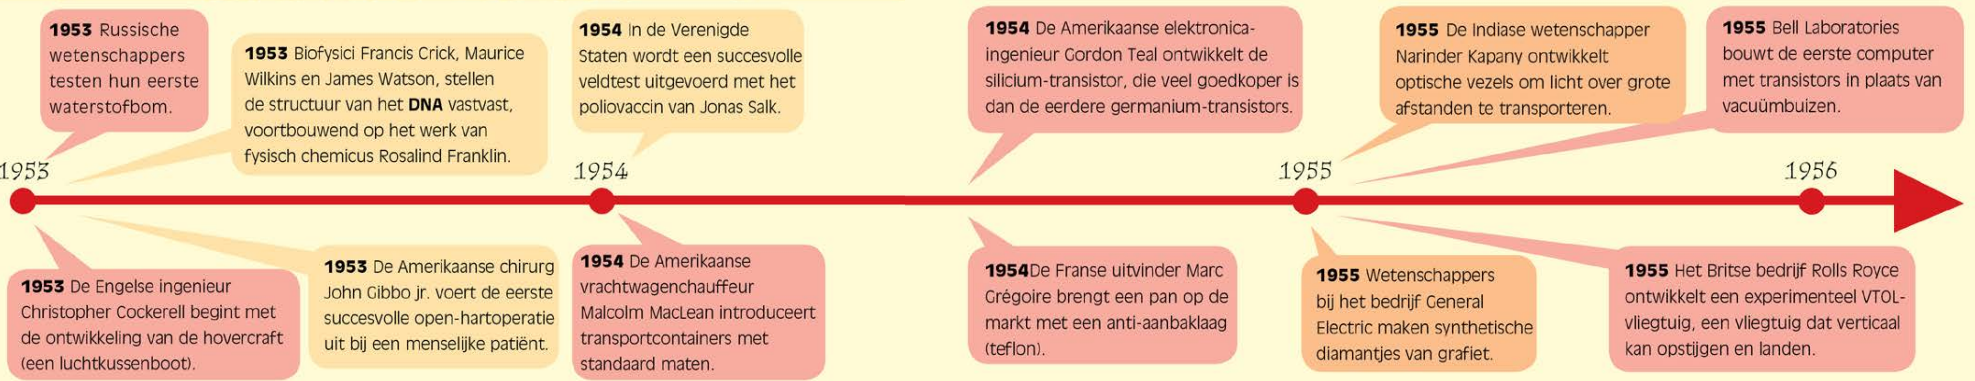 1953 Russische
wetenschappers
testen hun eerste
waterstofbom.
1953 Biofysici Francis Crick, Maurice
Wilkins en James Watson, stellen
de structuur van het DNA vastvast,
voortbouwend op het werk van
fysisch chemicus Rosalind Franklin.
1954 In de Verenigde
Staten wordt een succesvolle
veldtest uitgevoerd met het
poliovaccin van Jonas Salk.
1954 De Amerikaanse elektronica-
ingenieur Gordon Teal ontwikkelt de
silicium-transistor, die veel goedkoper is
dan de eerdere germanium-transistors.
1955 De Indiase wetenschapper
Narinder Kapany ontwikkelt
optische vezels om licht over grote
afstanden te transporteren.
1955 Bell Laboratories
bouwt de eerste computer
met transistors in plaats van
vacuümbuizen.
1953
1954
1955
1956
1953 De Engelse ingenieur
Christopher Cockerell begint met
de ontwikkeling van de hovercraft
(een luchtkussenboot).
1953 De Amerikaanse chirurg
John Gibbo jr. voert de eerste
succesvolle open-hartoperatie
uit bij een menselijke patiënt.
1954 De Amerikaanse
vrachtwagenchauffeur
Malcolm MacLean introduceert
transportcontainers met
standaard maten.
1954De Franse uitvinder Marc
Grégoire brengt een pan op de
markt met een anti-aanbaklaag
(teflon).
1955 Wetenschappers
bij het bedrijf General
Electric maken synthetische
diamantjes van grafiet.
1955 Het Britse bedrijf Rolls Royce
ontwikkelt een experimenteel VTOL-
vliegtuig, een vliegtuig dat verticaal
kan opstijgen en landen.